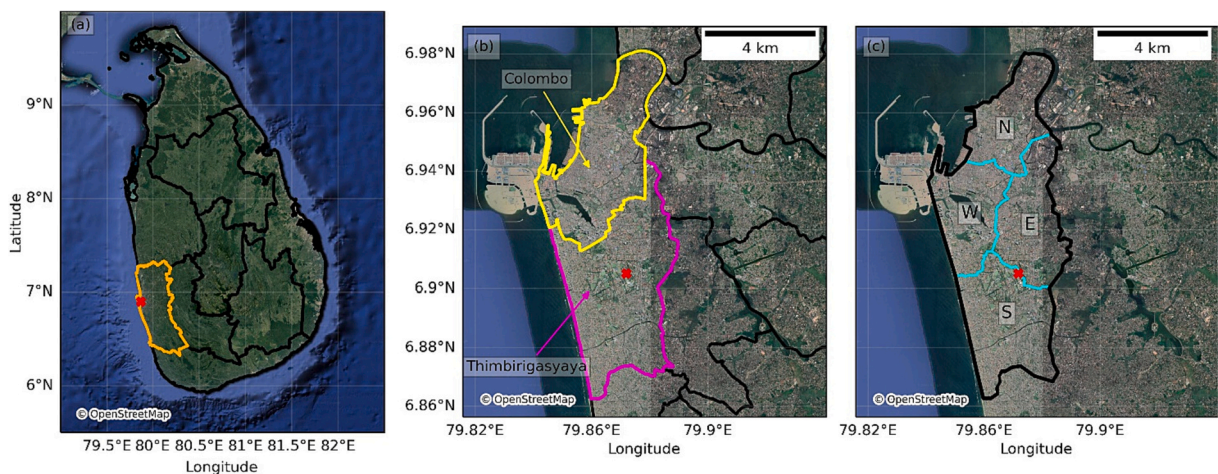 (a)
9°N
8°N
7°N
6°N
Latitude
© OpenStreetMap
79.5°E 80°E 80.5°E 81°E 81.5°E 82°E
Longitude
(b)
4 km
6.98°N
6.96°N
6.94°N
6.92°N
6.9°N
6.88°N
6.86°N
Colombo
Thimbirigasyaya
© OpenStreetMap
79.82°E 79.86°E 79.9°E
Longitude
(c)
4 km
N
W
E
S
© OpenStreetMap
79.82°E 79.86°E 79.9°E
Longitude